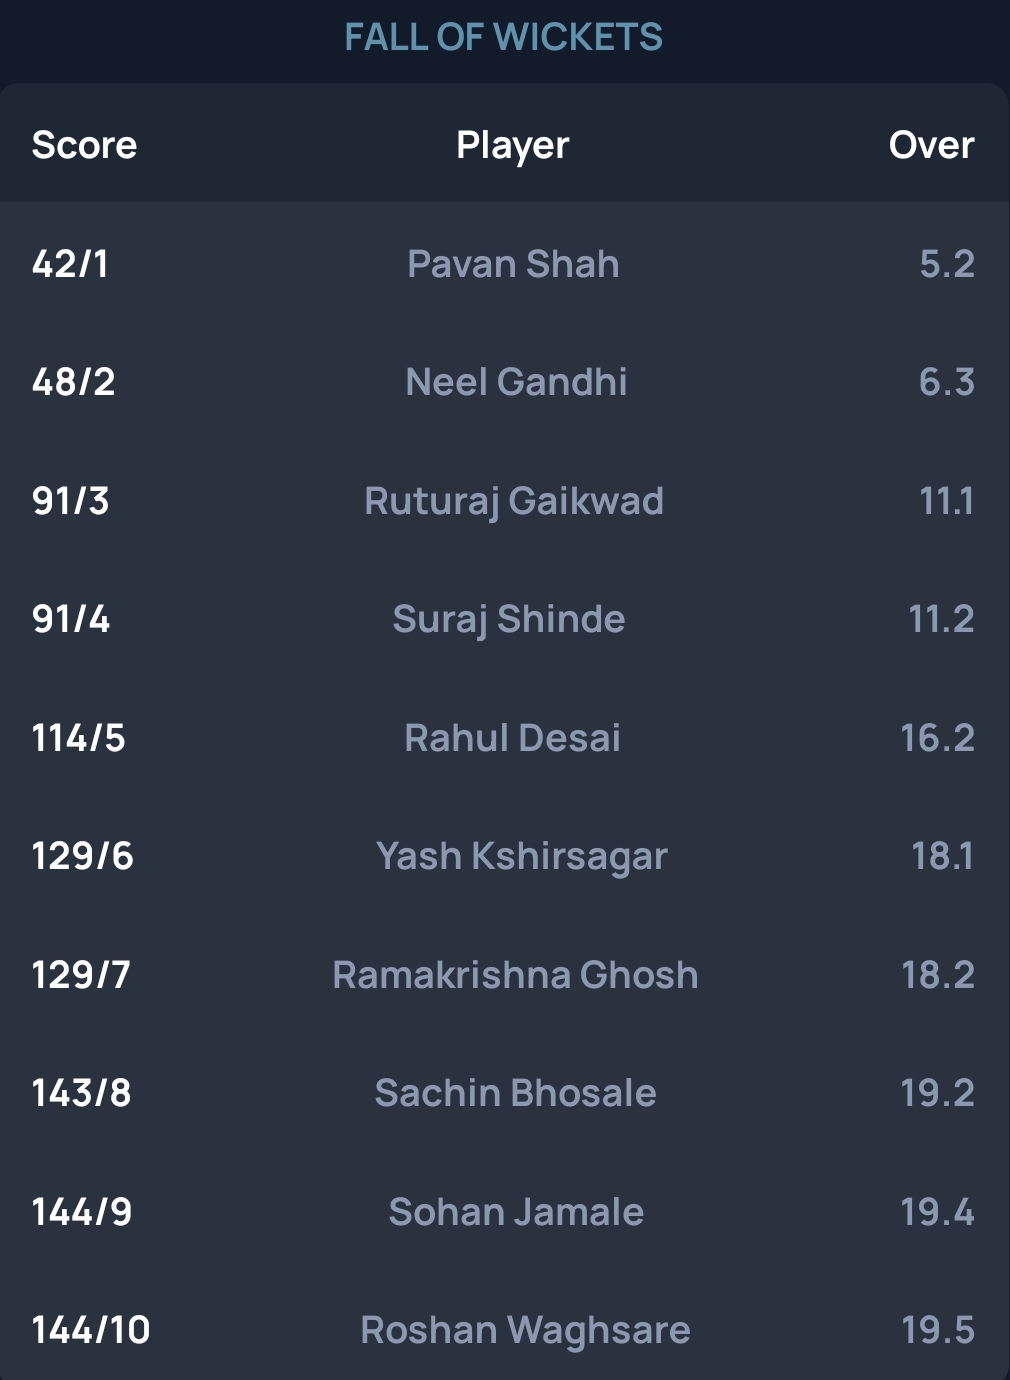 FALL OF WICKETS
Score Player Over
42/1 Pavan Shah 5.2
48/2 Neel Gandhi 6.3
91/3 Ruturaj Gaikwad 11.1
91/4 Suraj Shinde 11.2
114/5 Rahul Desai 16.2
129/6 Yash Kshirsagar 18.1
129/7 Ramakrishna Ghosh 18.2
143/8 Sachin Bhosale 19.2
144/9 Sohan Jamale 19.4
144/10 Roshan Waghsare 19.5